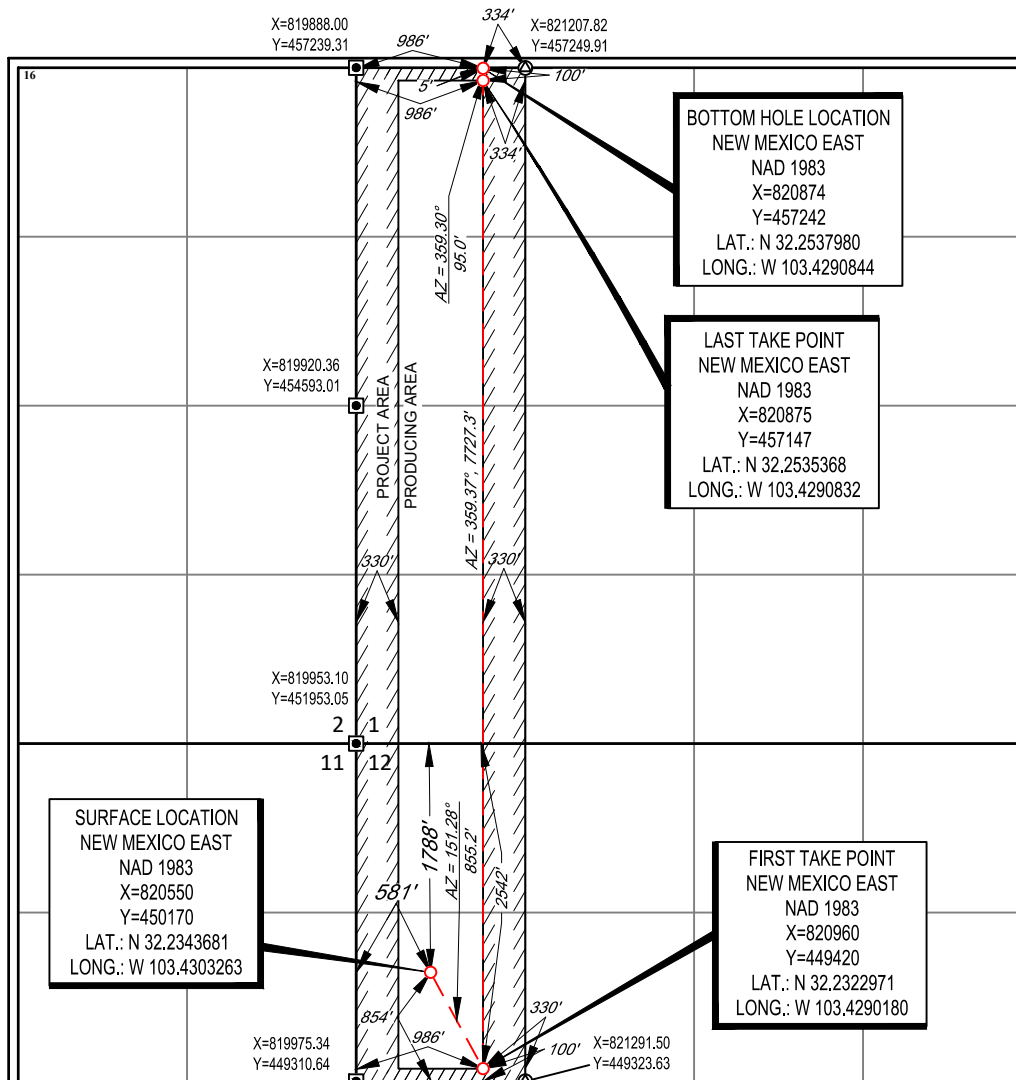 X=819888.00
Y=457239.31
986'
334'
X=821207.82
Y=457249.91
16
5'
100'
986'
334'
AZ = 359.30°
95.0'
BOTTOM HOLE LOCATION
NEW MEXICO EAST
NAD 1983
X=820874
Y=457242
LAT.: N 32.2537980
LONG.: W 103.4290844
LAST TAKE POINT
NEW MEXICO EAST
NAD 1983
X=820875
Y=457147
LAT.: N 32.2535368
LONG.: W 103.4290832
X=819920.36
Y=454593.01
PROJECT AREA
PRODUCING AREA
AZ = 359.37°, 7727.3'
330'
330'
X=819953.10
Y=451953.05
2 1
11 12
1788'
AZ = 151.28°
855.2'
2542'
581'
SURFACE LOCATION
NEW MEXICO EAST
NAD 1983
X=820550
Y=450170
LAT.: N 32.2343681
LONG.: W 103.4303263
FIRST TAKE POINT
NEW MEXICO EAST
NAD 1983
X=820960
Y=449420
LAT.: N 32.2322971
LONG.: W 103.4290180
854'
986'
330'
100'
X=819975.34
Y=449310.64
X=821291.50
Y=449323.63